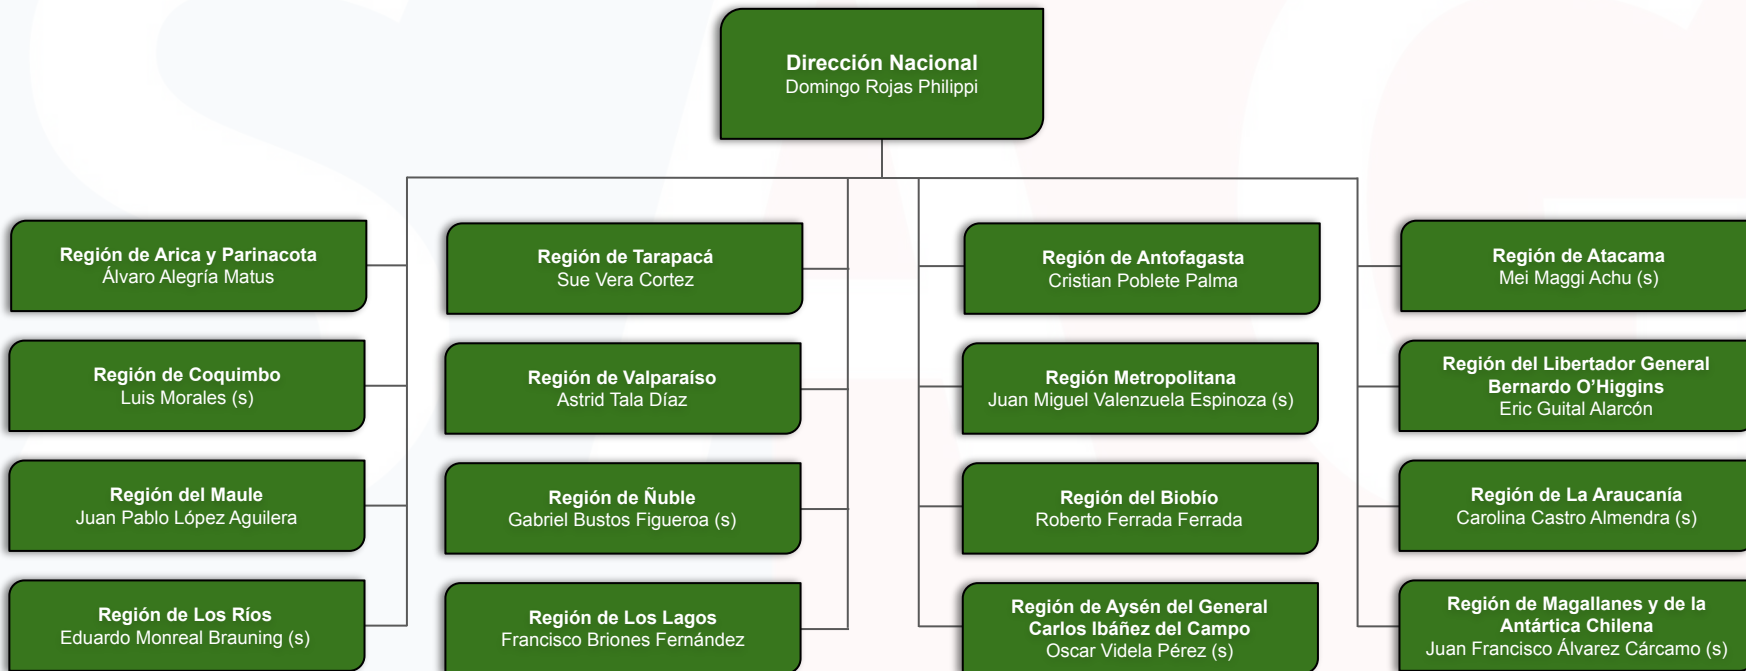 Dirección Nacional
Domingo Rojas Philippi
Región de Arica y Parinacota
Álvaro Alegría Matus
Región de Tarapacá
Sue Vera Cortez
Región de Antofagasta
Cristian Poblete Palma
Región de Atacama
Mei Maggi Achu (s)
Región de Coquimbo
Luis Morales (s)
Región de Valparaíso
Astrid Tala Díaz
Región Metropolitana
Juan Miguel Valenzuela Espinoza (s)
Región del Libertador General
Bernardo O’Higgins
Eric Guital Alarcón
Región del Maule
Juan Pablo López Aguilera
Región de Ñuble
Gabriel Bustos Figueroa (s)
Región del Biobío
Roberto Ferrada Ferrada
Región de La Araucanía
Carolina Castro Almendra (s)
Región de Los Ríos
Eduardo Monreal Brauning (s)
Región de Los Lagos
Francisco Briones Fernández
Región de Aysén del General
Carlos Ibáñez del Campo
Oscar Videla Pérez (s)
Región de Magallanes y de la
Antártica Chilena
Juan Francisco Álvarez Cárcamo (s)